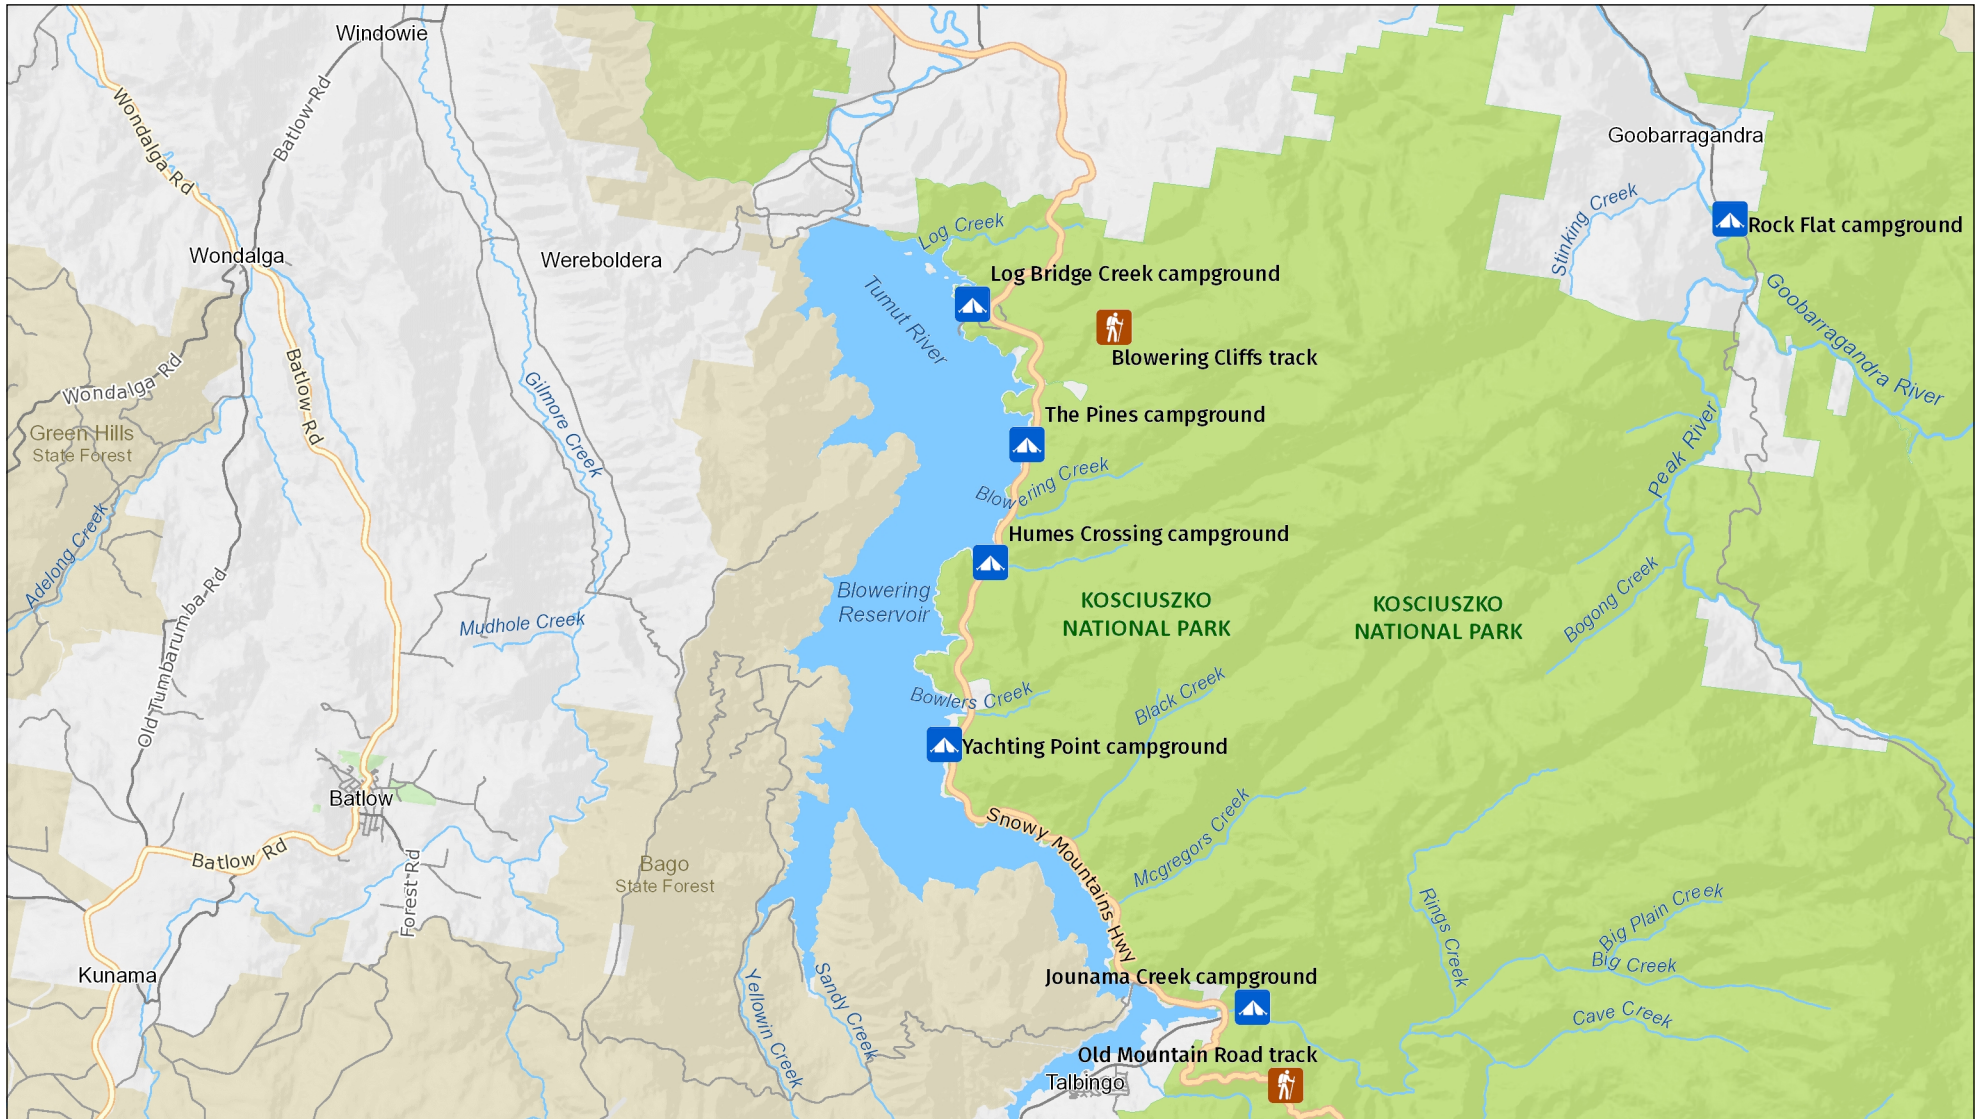 Windowie
Batlow Rd
Wondalga Rd
Goobarragandra
Stinking Creek
Rock Flat campground
Log Creek
Wondalga
Wereboldera
Log Bridge Creek campground
Tumut River
Goobarragandra River
Blowering Cliffs track
Wondalga Rd
Batlow Rd
Gilmore Creek
The Pines campground
Green Hills
State Forest
Peak River
Blowering Creek
Adelong Creek
Humes Crossing campground
Old Tumbarumba Rd
Mudhole Creek
Blowering
Reservoir
KOSCIUSZKO
NATIONAL PARK
KOSCIUSZKO
NATIONAL PARK
Bogong Creek
Bowlers Creek
Black Creek
Yachting Point campground
Batlow
Snowy Mountains Hwy
Mcgregors Creek
Batlow Rd
Forest Rd
Bago
State Forest
Rings Creek
Big Plain Creek
Big Creek
Kunama
Yellowin Creek
Sandy Creek
Jounama Creek campground
Cave Creek
Old Mountain Road track
Talbingo